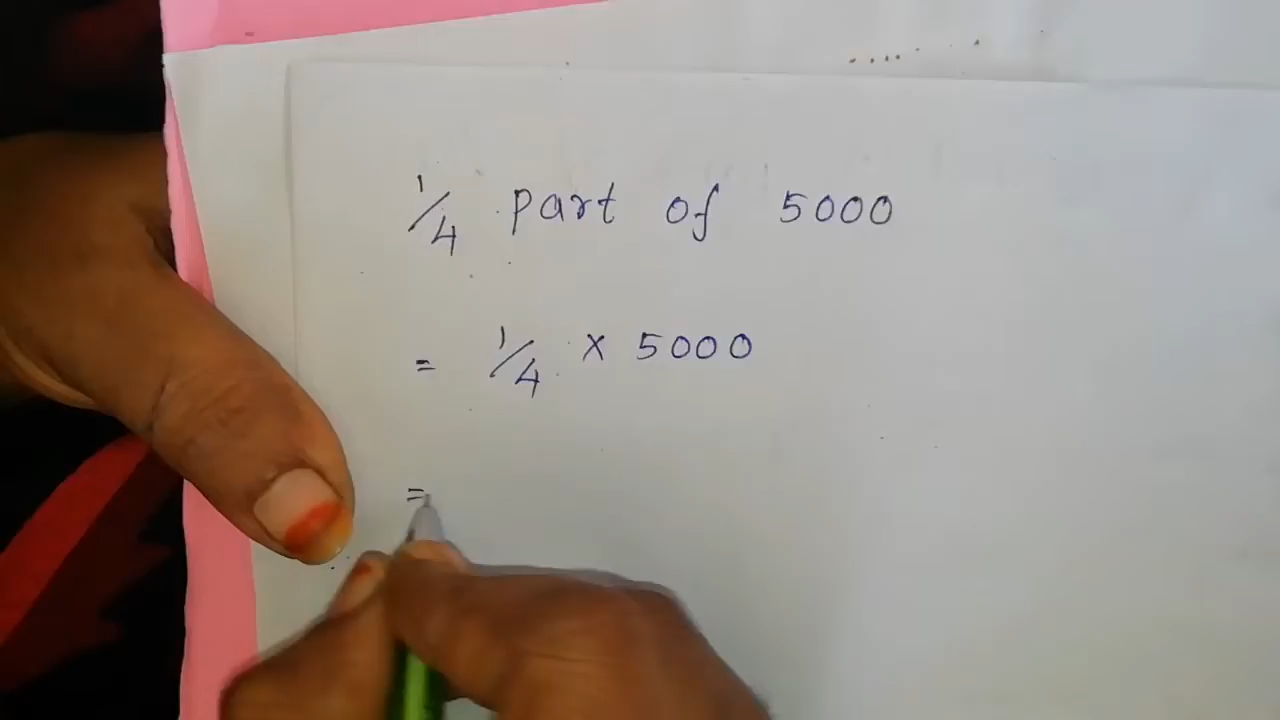 1/4 part of 5000
= 1/4 × 5000
=